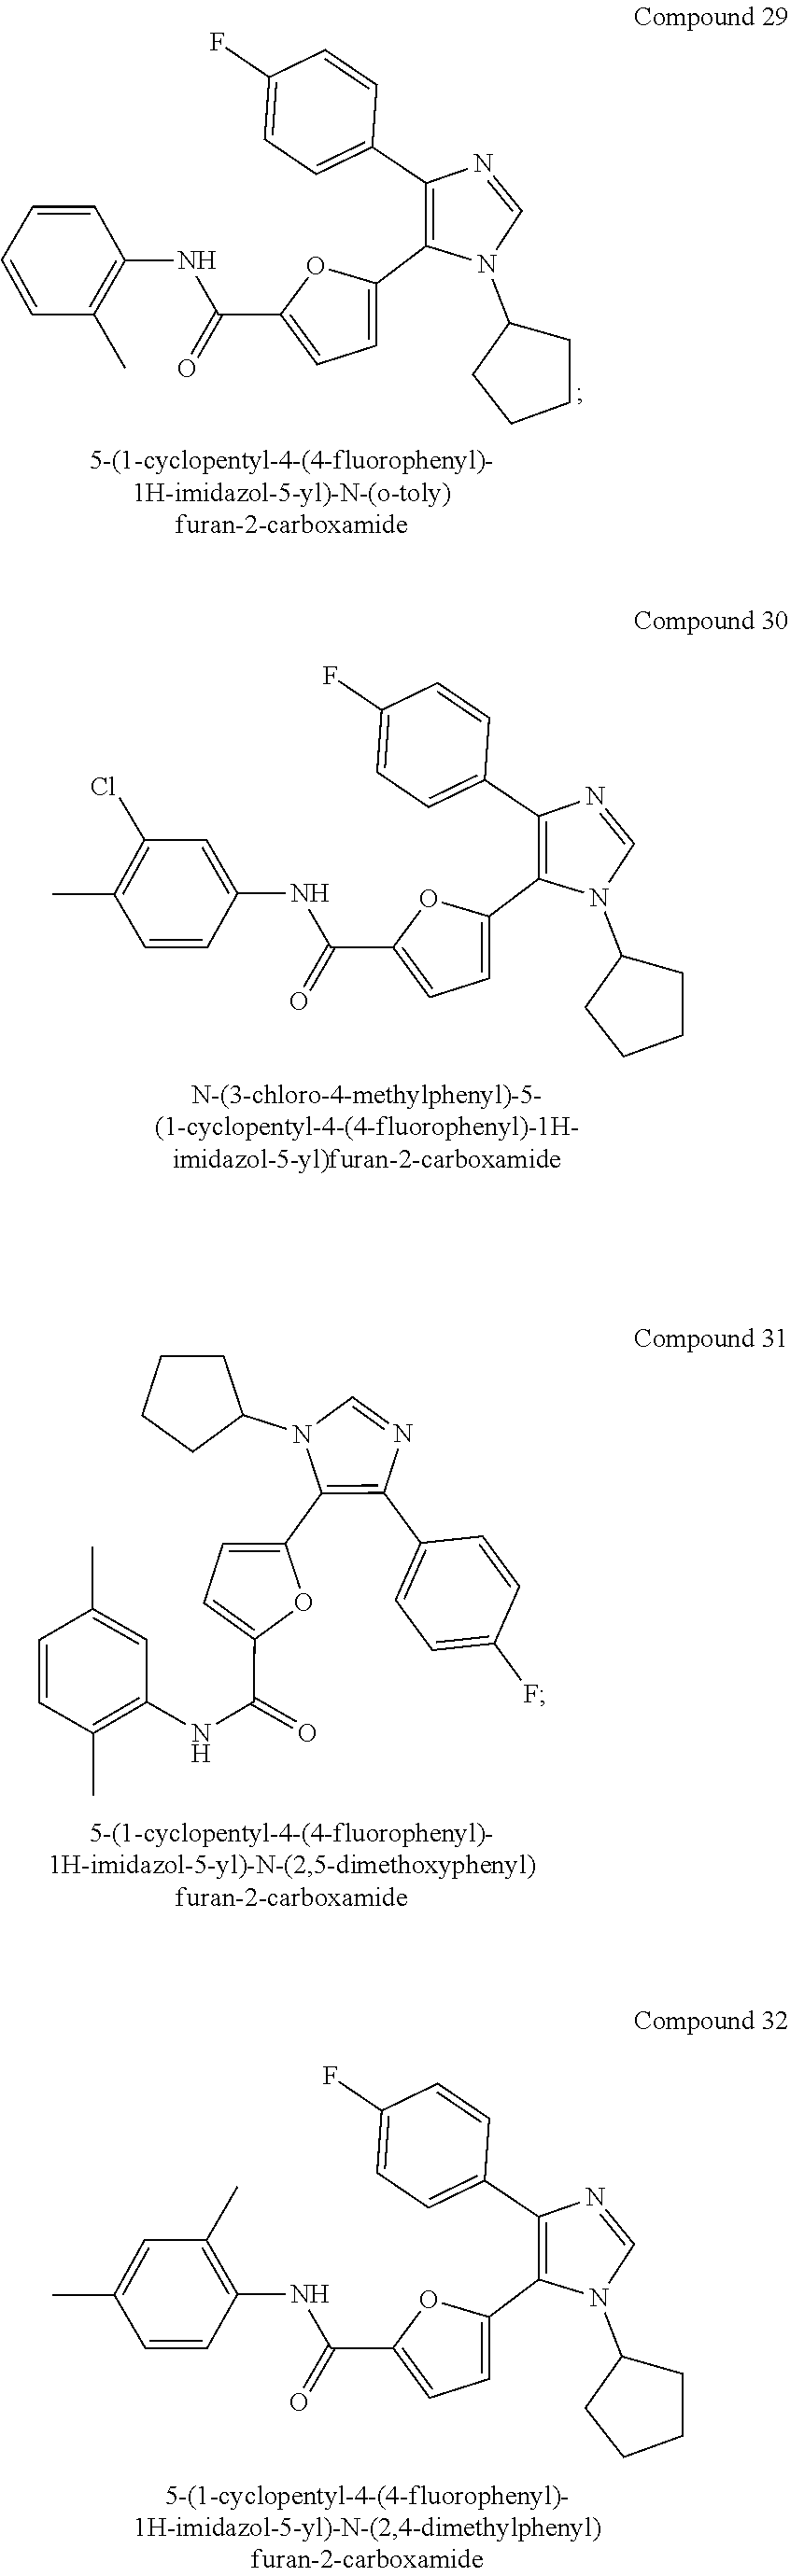 Compound 29
F
N
NH
O
N
O
;
5-(1-cyclopentyl-4-(4-fluorophenyl)-
1H-imidazol-5-yl)-N-(o-toly)
furan-2-carboxamide
Compound 30
F
Cl
N
NH
O
N
O
N-(3-chloro-4-methylphenyl)-5-
(1-cyclopentyl-4-(4-fluorophenyl)-1H-
imidazol-5-yl)furan-2-carboxamide
Compound 31
N
N
O
F;
N
H
O
5-(1-cyclopentyl-4-(4-fluorophenyl)-
1H-imidazol-5-yl)-N-(2,5-dimethoxyphenyl)
furan-2-carboxamide
Compound 32
F
N
NH
O
N
O
5-(1-cyclopentyl-4-(4-fluorophenyl)-
1H-imidazol-5-yl)-N-(2,4-dimethylphenyl)
furan-2-carboxamide